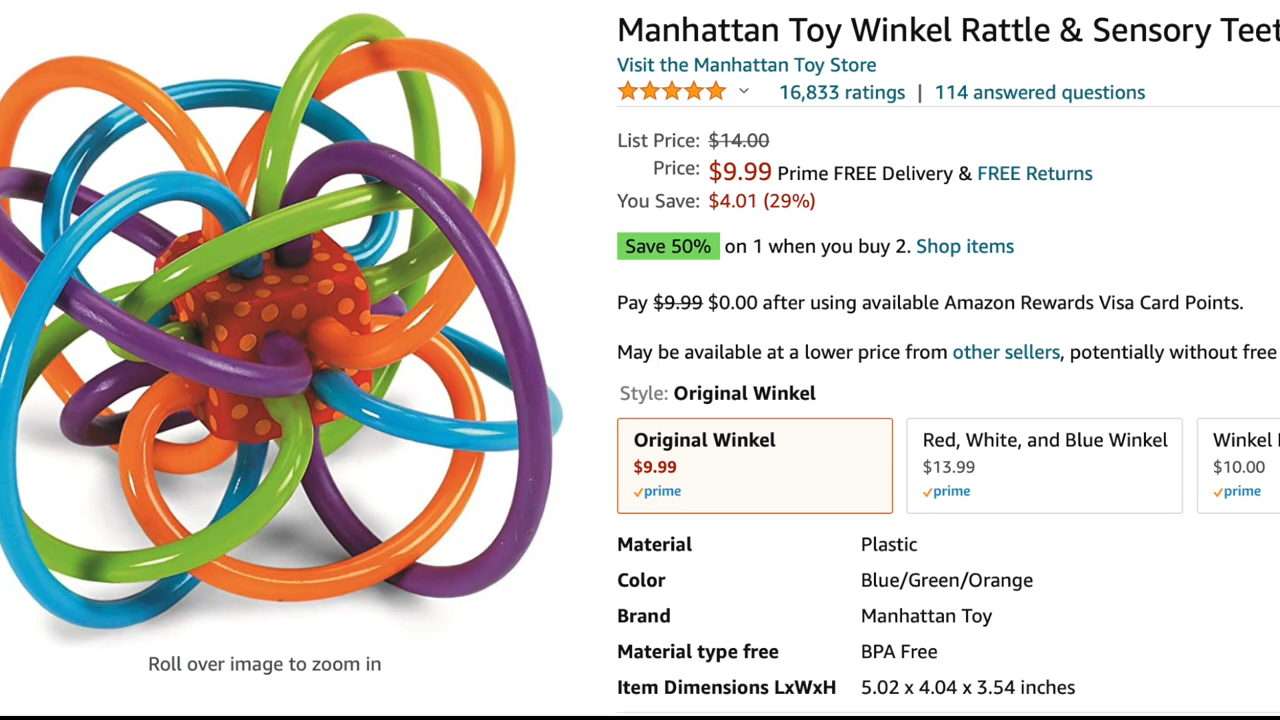 Manhattan Toy Winkel Rattle & Sensory
Visit the Manhattan Toy Store
16,833 ratings | 114 answered questions
List Price: $14.00
Price: $9.99 Prime FREE Delivery & FREE Returns
You Save: $4.01 (29%)
Save 50% on 1 when you buy 2. Shop items
Pay $9.99 $0.00 after using available Amazon Rewards Visa Card Points.
May be available at a lower price from other sellers, potentially without free
Style: Original Winkel
Original Winkel
$9.99
prime
Red, White, and Blue Winkel
$13.99
prime
Winkel
$10.00
prime
Material Plastic
Color Blue/Green/Orange
Brand Manhattan Toy
Material type free BPA Free
Item Dimensions LxWxH 5.02 x 4.04 x 3.54 inches
Roll over image to zoom in